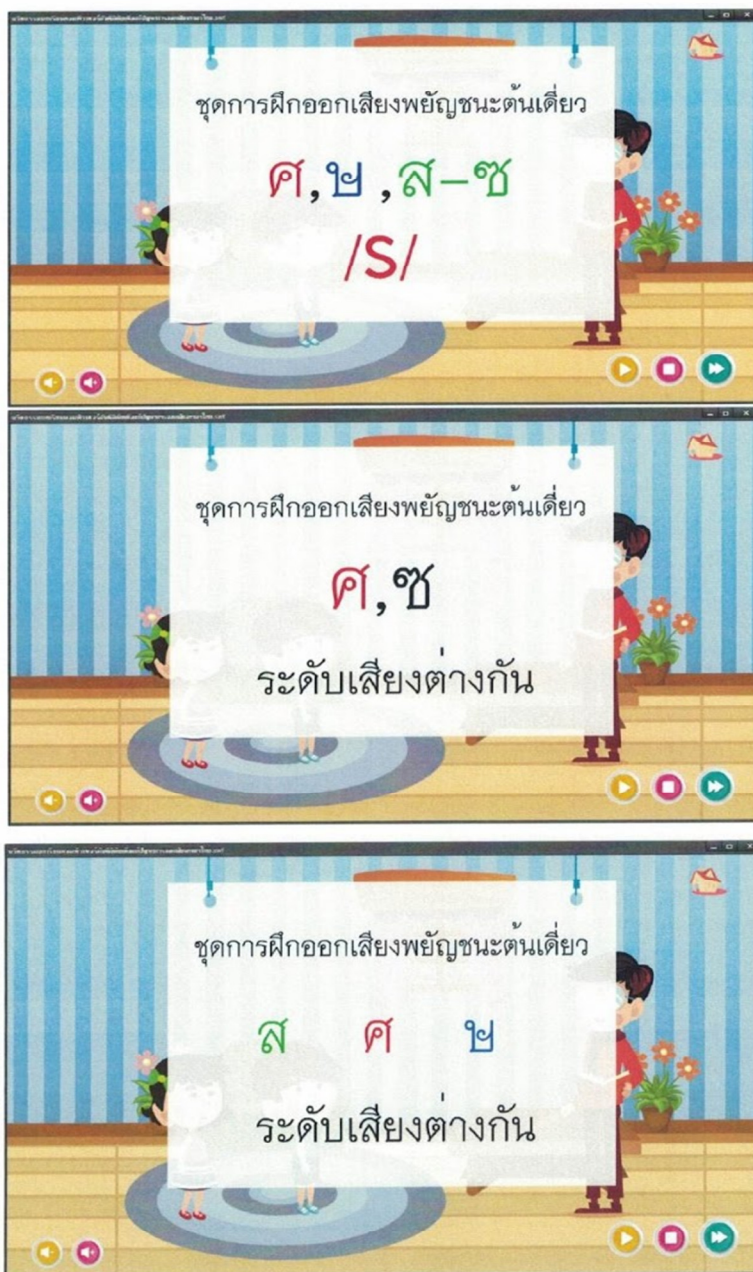 ชุดการฝึกออกเสียงพยัญชนะต้นเดี่ยว
ศ,ษ,ส-ซ
/S/
ชุดการฝึกออกเสียงพยัญชนะต้นเดี่ยว
ศ,ซ
ระดับเสียงต่างกัน
ชุดการฝึกออกเสียงพยัญชนะต้นเดี่ยว
ส ศ ษ
ระดับเสียงต่างกัน